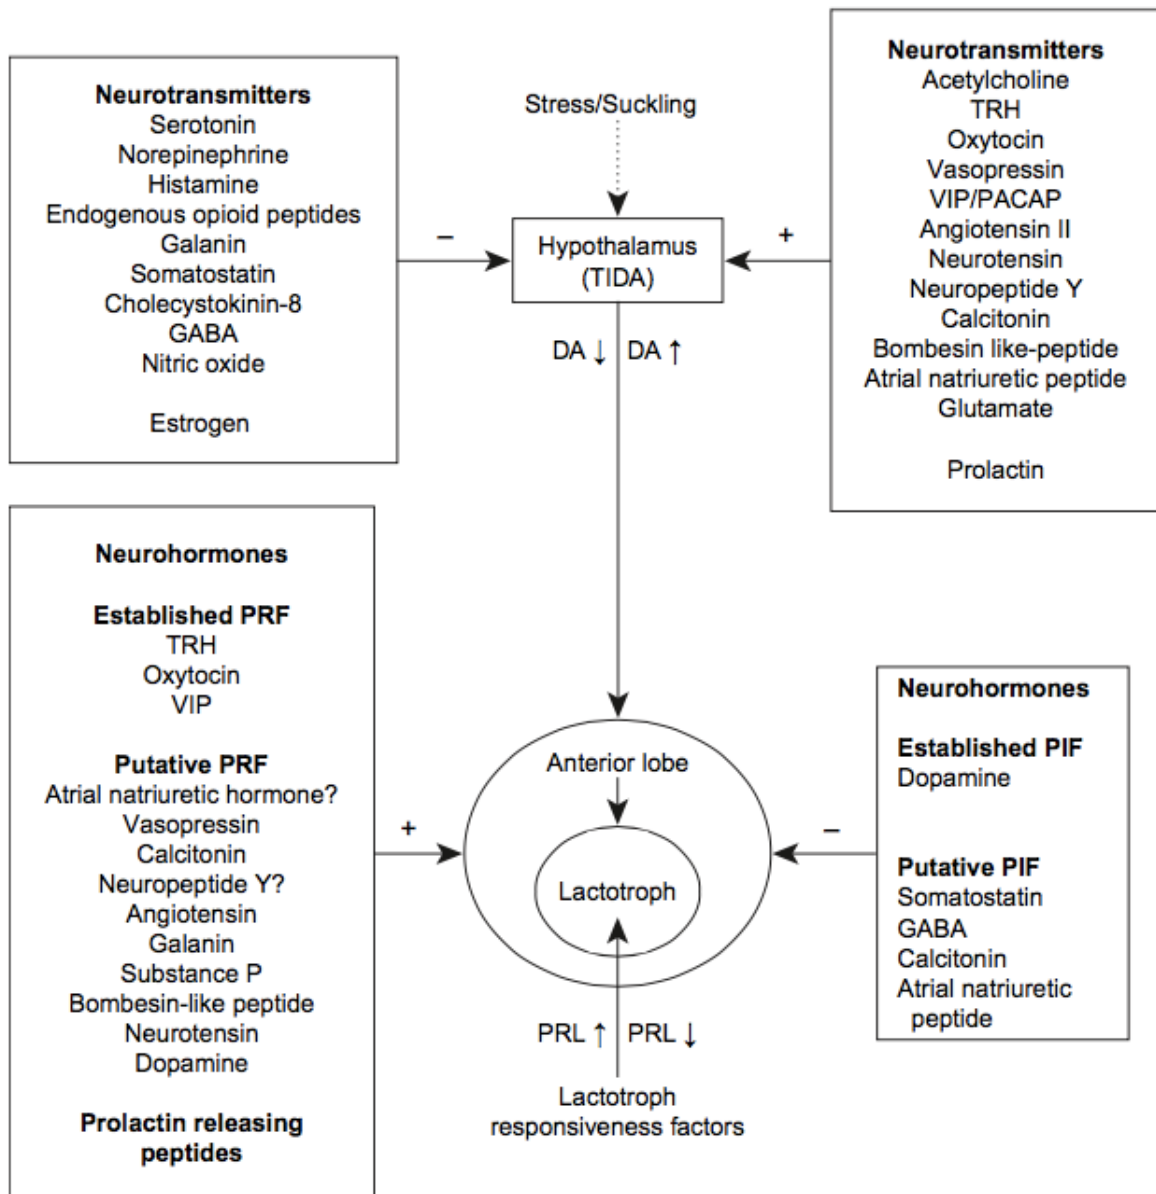 Neurotransmitters
Serotonin
Norepinephrine
Histamine
Endogenous opioid peptides
Galanin
Somatostatin
Cholecystokinin-8
GABA
Nitric oxide
Estrogen
–
Stress/Suckling
Hypothalamus
(TIDA)
DA ↓ DA ↑
+
Neurotransmitters
Acetylcholine
TRH
Oxytocin
Vasopressin
VIP/PACAP
Angiotensin II
Neurotensin
Neuropeptide Y
Calcitonin
Bombesin like-peptide
Atrial natriuretic peptide
Glutamate
Prolactin
Neurohormones
Established PRF
TRH
Oxytocin
VIP
Putative PRF
Atrial natriuretic hormone?
Vasopressin
Calcitonin
Neuropeptide Y?
Angiotensin
Galanin
Substance P
Bombesin-like peptide
Neurotensin
Dopamine
Prolactin releasing
peptides
+
Anterior lobe
Lactotroph
PRL ↑ PRL ↓
Lactotroph
responsiveness factors
–
Neurohormones
Established PIF
Dopamine
Putative PIF
Somatostatin
GABA
Calcitonin
Atrial natriuretic
peptide